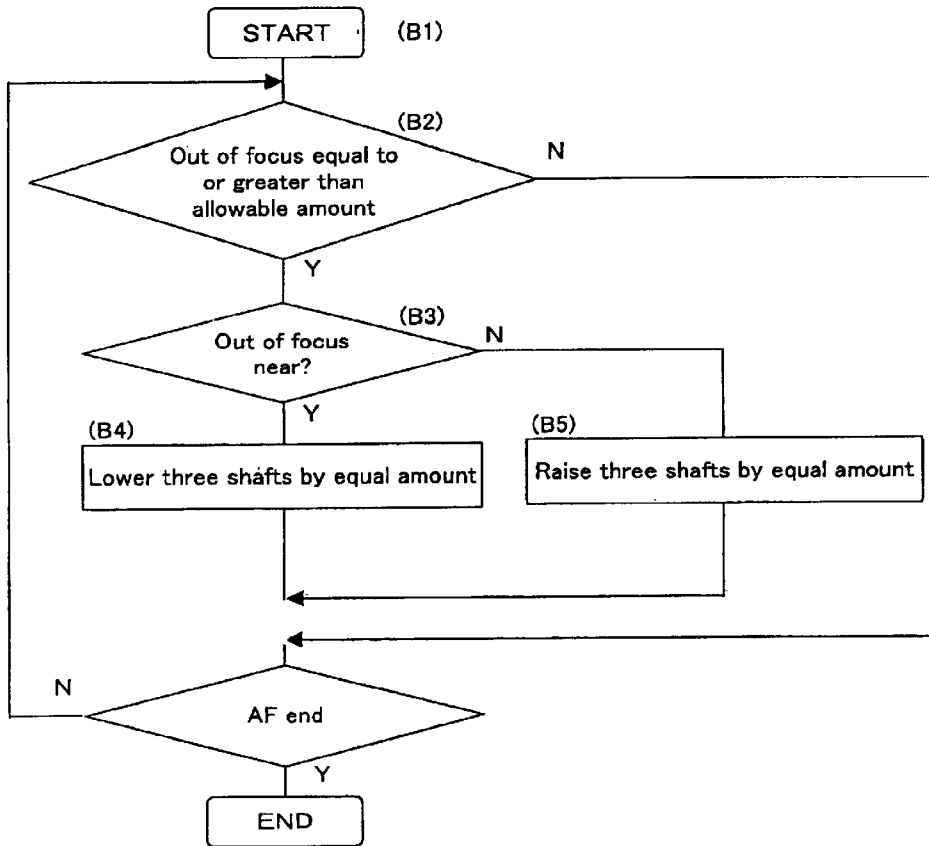 START
(B1)
(B2)
Out of focus equal to
or greater than
allowable amount
N
Y
(B3)
Out of focus
near?
N
Y
(B4)
Lower three shafts by equal amount
(B5)
Raise three shafts by equal amount
N
AF end
Y
END